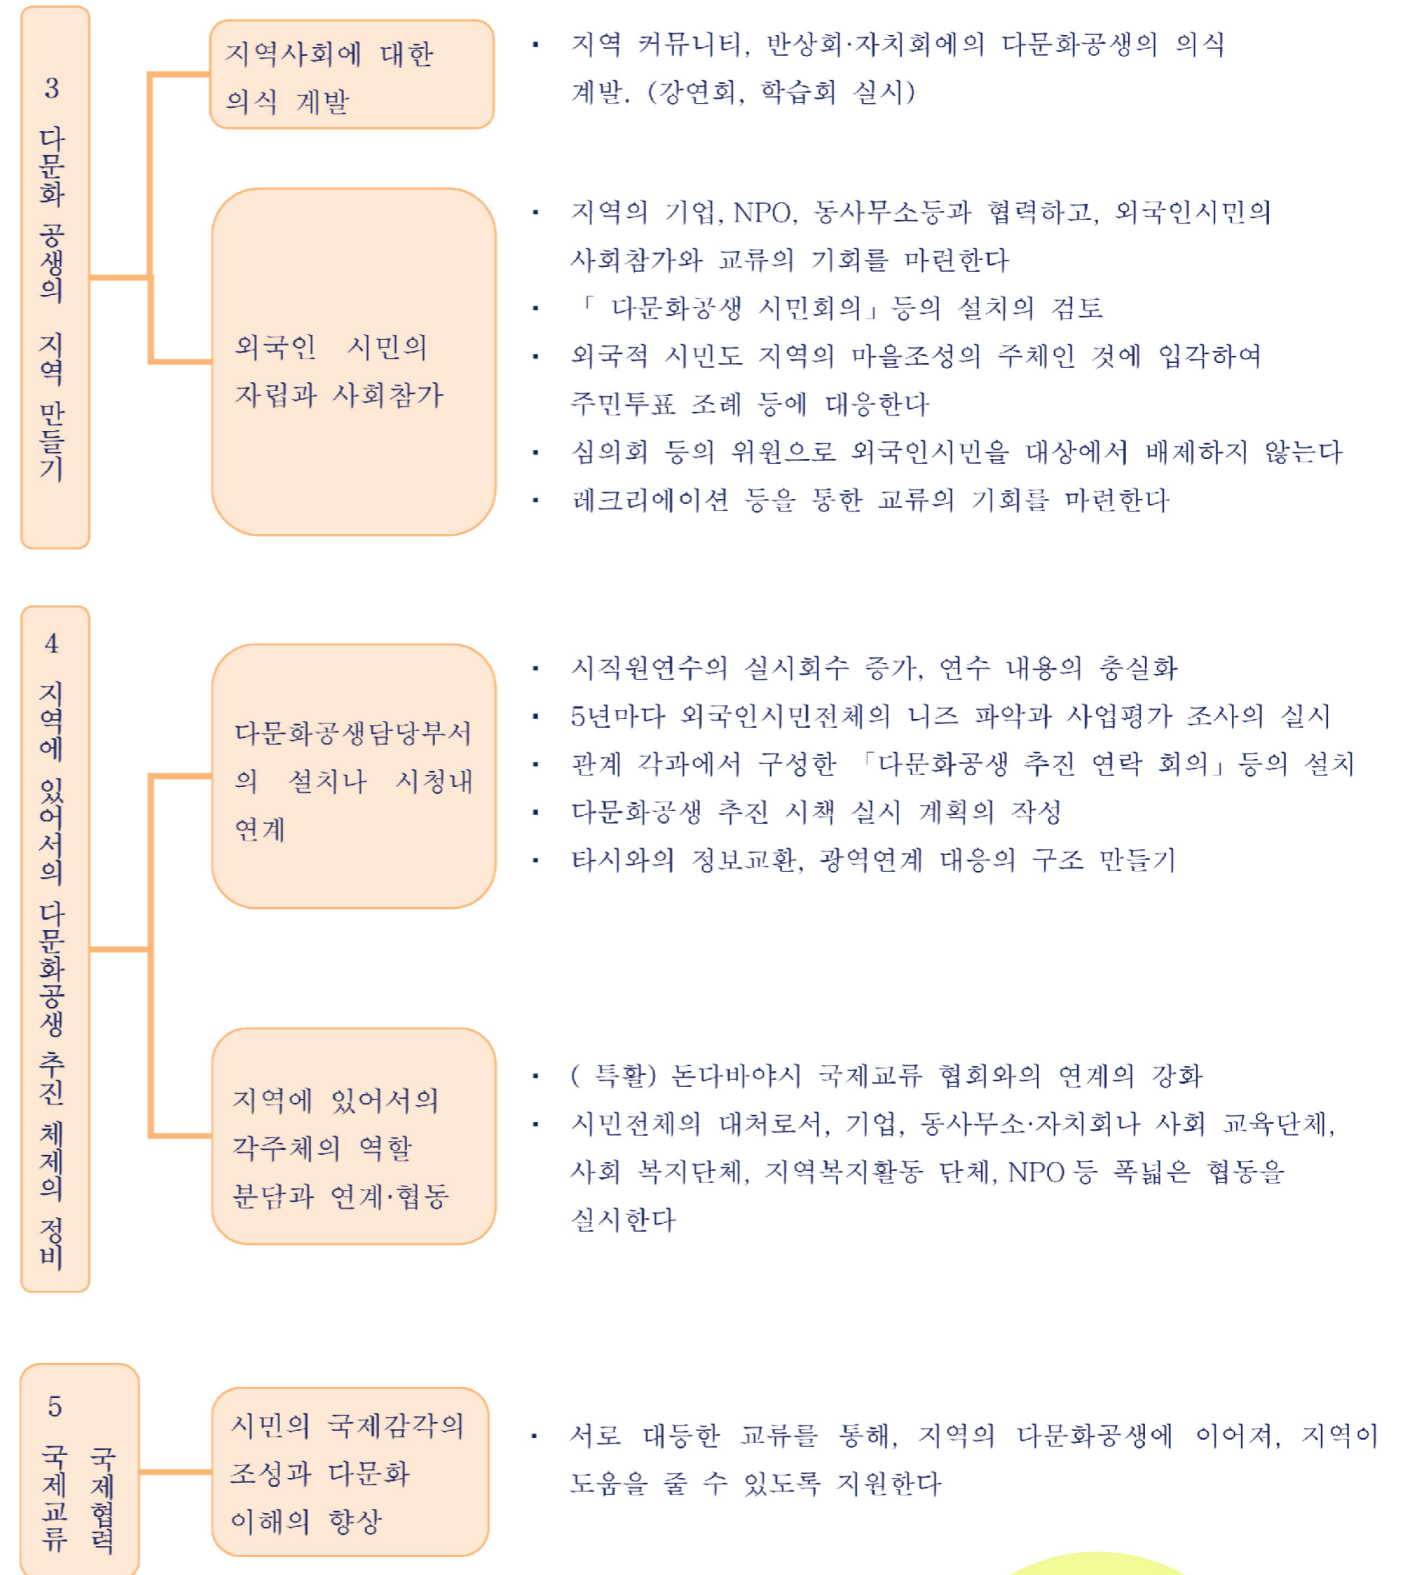 3 다문화 공생의 지역 만들기
지역사회에 대한
의식 계발
· 지역 커뮤니티, 반상회·자치회에의 다문화공생의 의식
계발. (강연회, 학습회 실시)
외국인 시민의
자립과 사회참가
· 지역의 기업, NPO, 동사무소등과 협력하고, 외국인시민의
사회참가와 교류의 기회를 마련한다
· 「 다문화공생 시민회의」등의 설치의 검토
· 외국적 시민도 지역의 마을조성의 주체인 것에 입각하여
주민투표 조례 등에 대응한다
· 심의회 등의 위원으로 외국인시민을 대상에서 배제하지 않는다
· 레크리에이션 등을 통한 교류의 기회를 마련한다
4 지역에 있어서의 다문화공생 추진 체제의 정비
다문화공생담당부서
의 설치나 시청내
연계
· 시직원연수의 실시회수 증가, 연수 내용의 충실화
· 5년마다 외국인시민전체의 니즈 파악과 사업평가 조사의 실시
· 관계 각과에서 구성한 「다문화공생 추진 연락 회의」등의 설치
· 다문화공생 추진 시책 실시 계획의 작성
· 타시와의 정보교환, 광역연계 대응의 구조 만들기
지역에 있어서의
각주체의 역할
분담과 연계·협동
· ( 특활) 돈다바야시 국제교류 협회와의 연계의 강화
· 시민전체의 대처로서, 기업, 동사무소·자치회나 사회 교육단체,
사회 복지단체, 지역복지활동 단체, NPO 등 폭넓은 협동을
실시한다
5 국제교류
국제협력
시민의 국제감각의
조성과 다문화
이해의 향상
· 서로 대등한 교류를 통해, 지역의 다문화공생에 이어져, 지역이
도움을 줄 수 있도록 지원한다